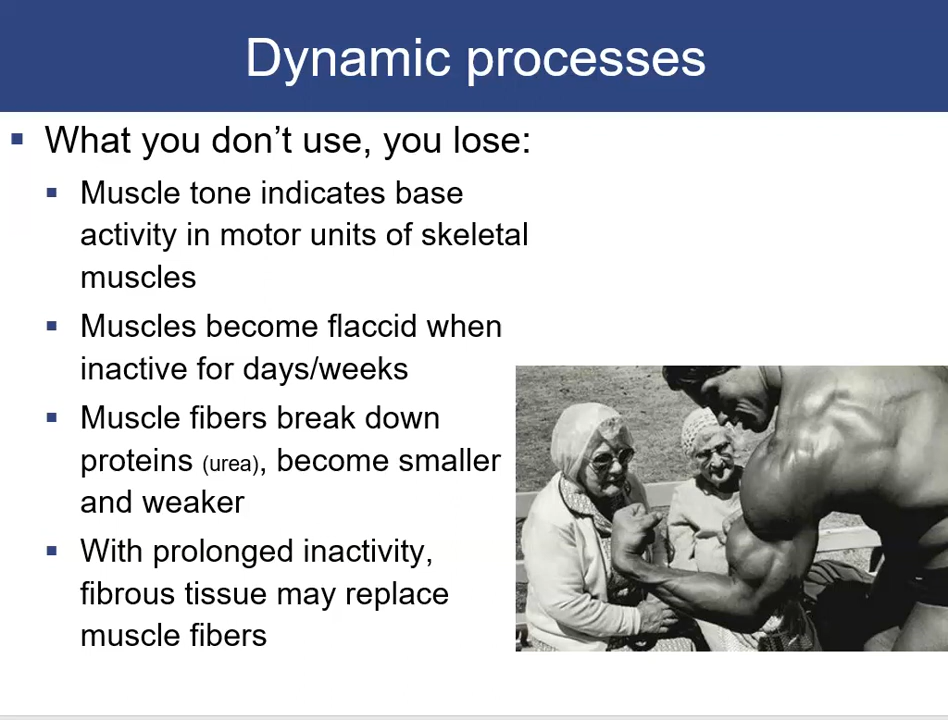 Dynamic processes
What you don’t use, you lose:
Muscle tone indicates base
activity in motor units of skeletal
muscles
Muscles become flaccid when
inactive for days/weeks
Muscle fibers break down
proteins (urea), become smaller
and weaker
With prolonged inactivity,
fibrous tissue may replace
muscle fibers